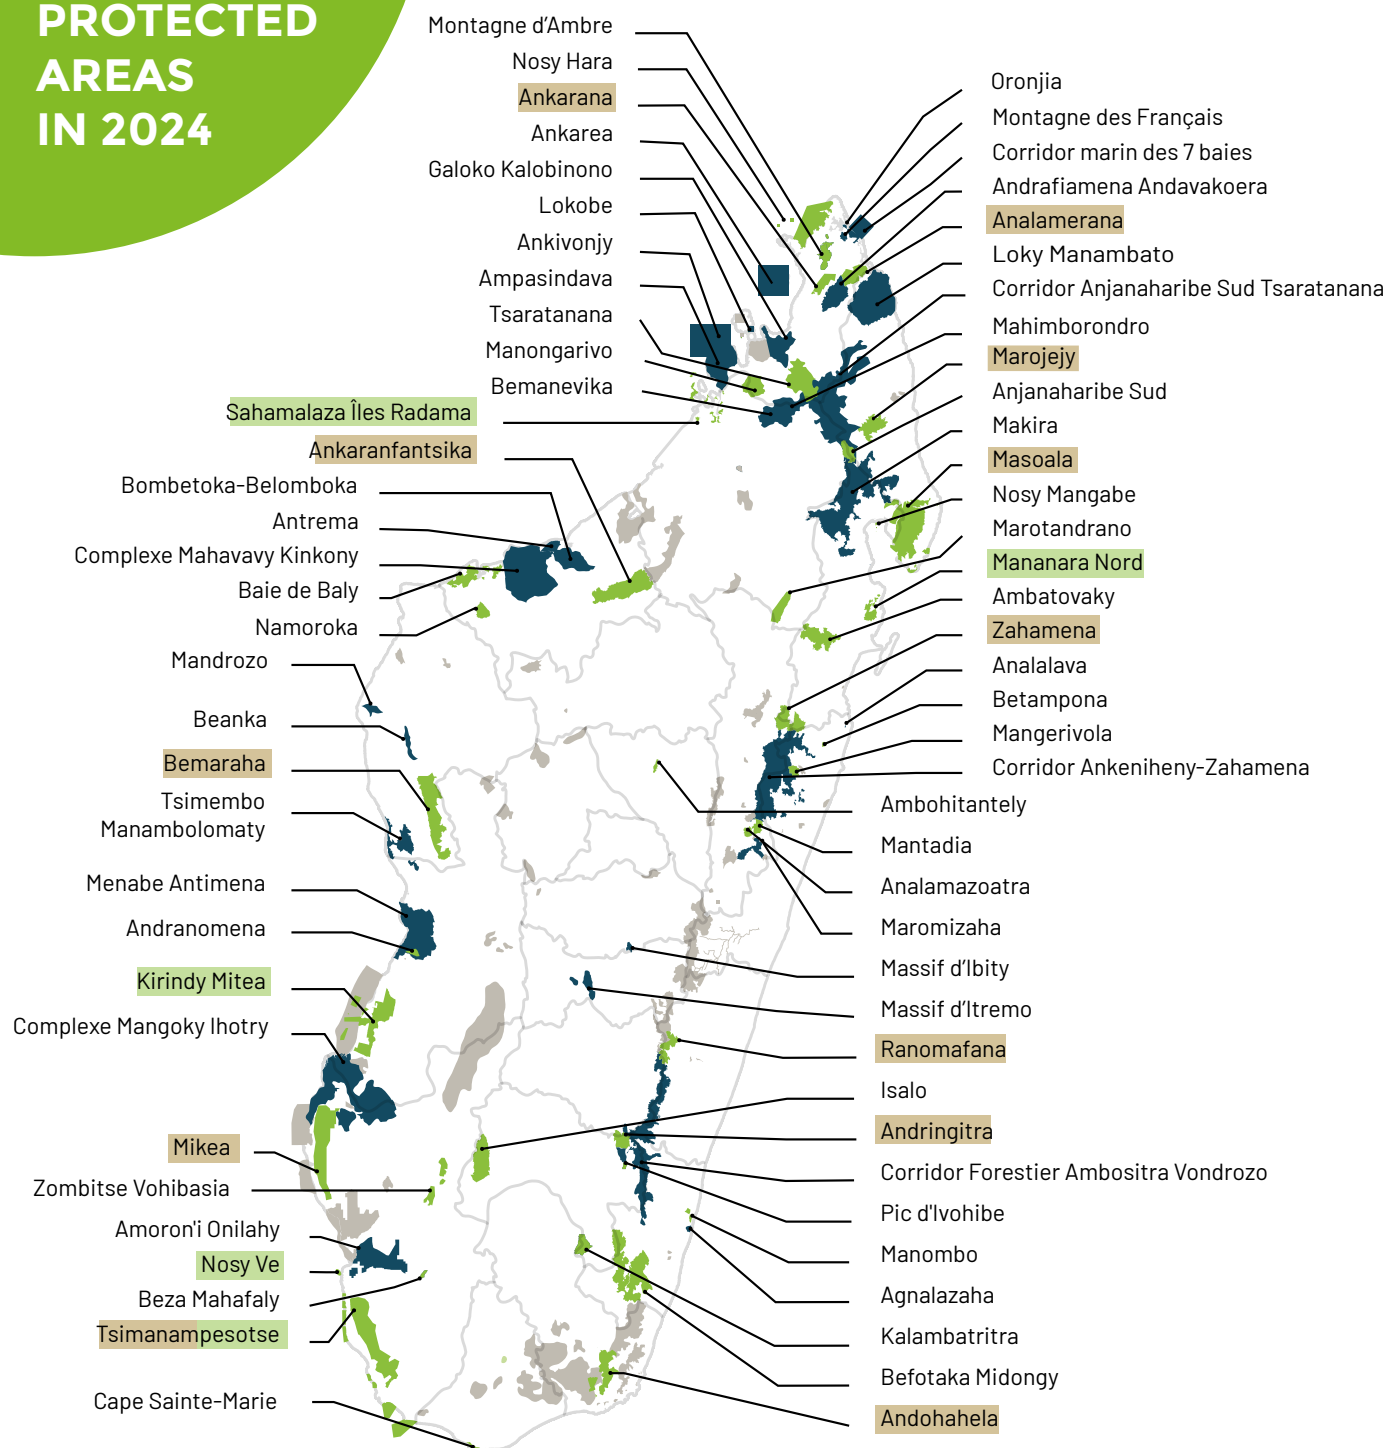 PROTECTED
AREAS
IN 2024
Montagne d’Ambre
Nosy Hara
Ankarana
Ankarea
Galoko Kalobinono
Lokobe
Ankivonjy
Ampasindava
Tsaratanana
Manongarivo
Bemanevika
Sahamalaza Îles Radama
Ankaranfantsika
Bombetoka-Belomboka
Antrema
Complexe Mahavavy Kinkony
Baie de Baly
Namoroka
Mandrozo
Beanka
Bemaraha
Tsimembo
Manambolomaty
Menabe Antimena
Andranomena
Kirindy Mitea
Complexe Mangoky Ihotry
Mikea
Zombitse Vohibasia
Amoron'i Onilahy
Nosy Ve
Beza Mahafaly
Tsimanampesotse
Cape Sainte-Marie
Oronjia
Montagne des Français
Corridor marin des 7 baies
Andrafiamena Andavakoera
Analamerana
Loky Manambato
Corridor Anjanaharibe Sud Tsaratanana
Mahimborondro
Marojejy
Anjanaharibe Sud
Makira
Masoala
Nosy Mangabe
Marotandrano
Mananara Nord
Ambatovaky
Zahamena
Analalava
Betampona
Mangerivola
Corridor Ankeniheny-Zahamena
Ambohitantely
Mantadia
Analamazoatra
Maromizaha
Massif d’Ibity
Massif d’Itremo
Ranomafana
Isalo
Andringitra
Corridor Forestier Ambositra Vondrozo
Pic d'Ivohibe
Manombo
Agnalazaha
Kalambatritra
Befotaka Midongy
Andohahela